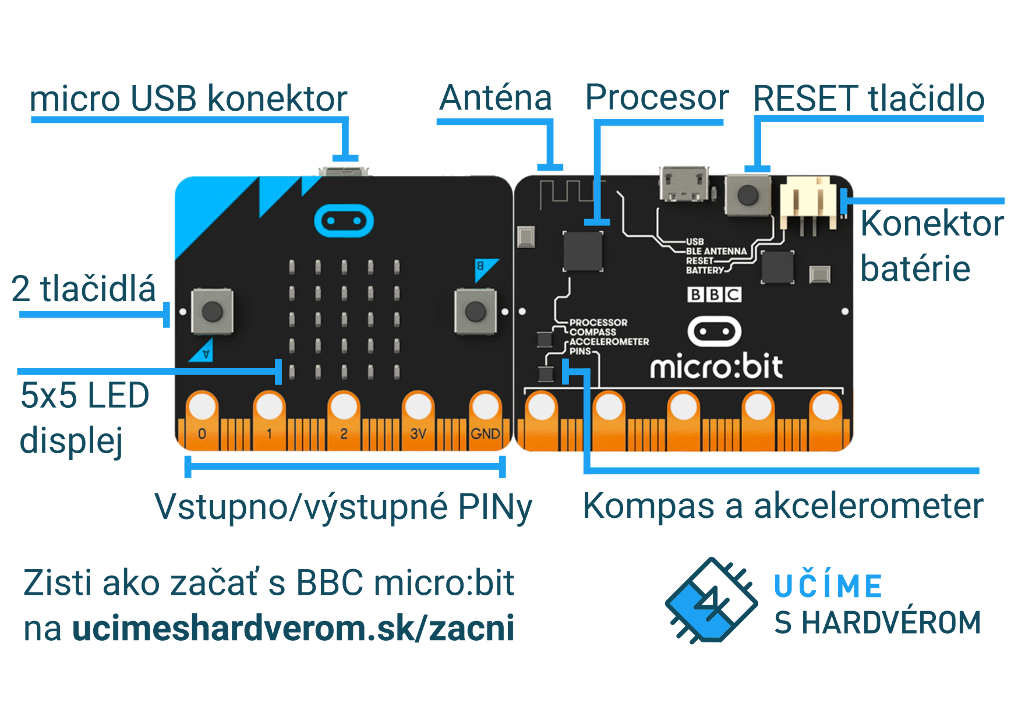 micro USB konektor
Anténa
Procesor
RESET tlačidlo
Konektor
batérie
2 tlačidlá
5x5 LED
displej
B
A
0
1
2
3V
GND
USB
BLE ANTENNA
RESET
BATTERY
BBC
PROCESSOR
COMPASS
ACCELEROMETER
PINS
micro:bit
Vstupno/výstupné PINy
Kompas a akcelerometer
Zisti ako začať s BBC micro:bit
na ucimeshardverom.sk/zacni
UČÍME
S HARDVÉROM